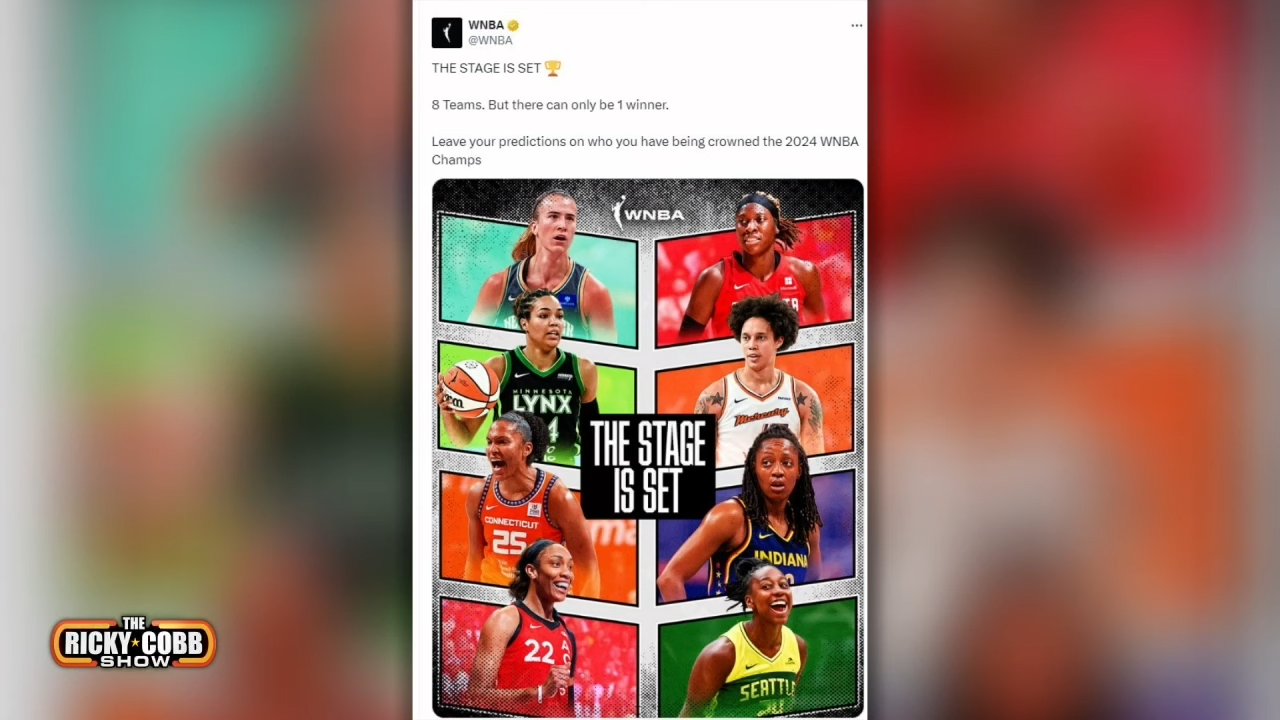 WNBA
@WNBA
THE STAGE IS SET
8 Teams. But there can only be 1 winner.
Leave your predictions on who you have being crowned the 2024 WNBA
Champs
WNBA
MINNESOTA
LYNX
Mercury
THE STAGE
IS SET
CONNECTICUT
25
INDIANA
22
SEATTLE
THE
RICKY COBB
SHOW